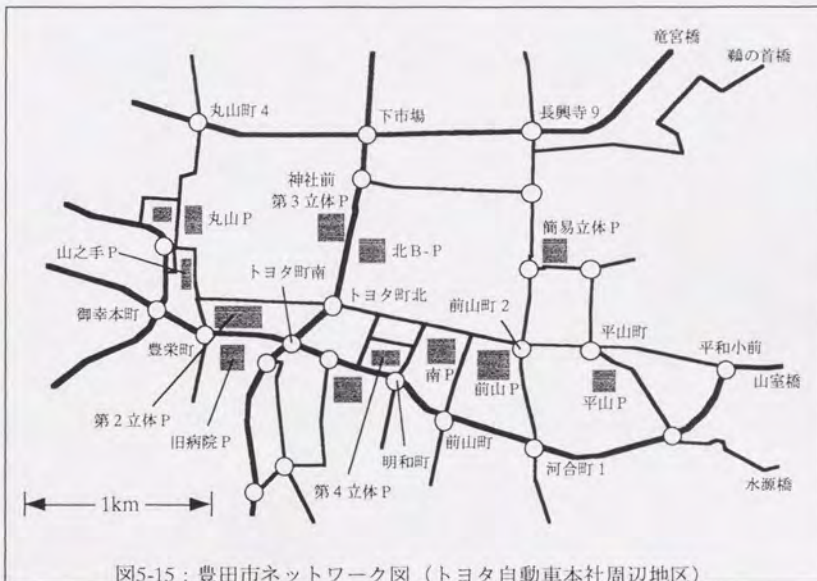 竜宮橋
鵜の首橋
丸山町4
下市場
長興寺9
神社前
第3立体P
丸山P
北B-P
簡易立体P
山之手P
トヨタ町南
トヨタ町北
前山町2
御幸本町
平山町
平和小前
豊栄町
南P
前山P
山室橋
平山P
第2立体P
旧病院P
明和町
前山町
第4立体P
河合町1
水源橋
1km
図5-15：豊田市ネットワーク図（トヨタ自動車本社周辺地区）